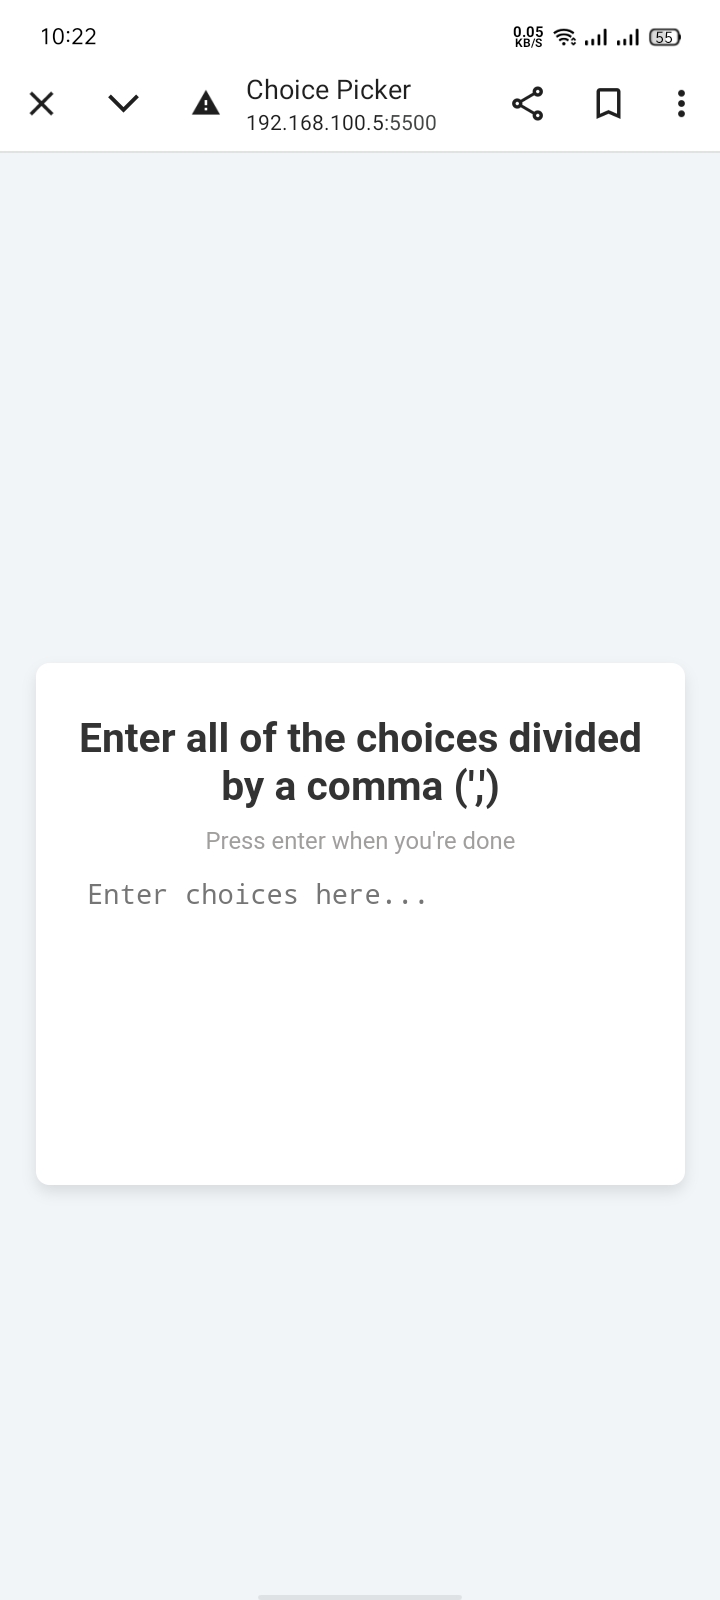 10:22
0.05
KB/S
55
Choice Picker
192.168.100.5:5500
Enter all of the choices divided
by a comma (',')
Press enter when you're done
Enter choices here...